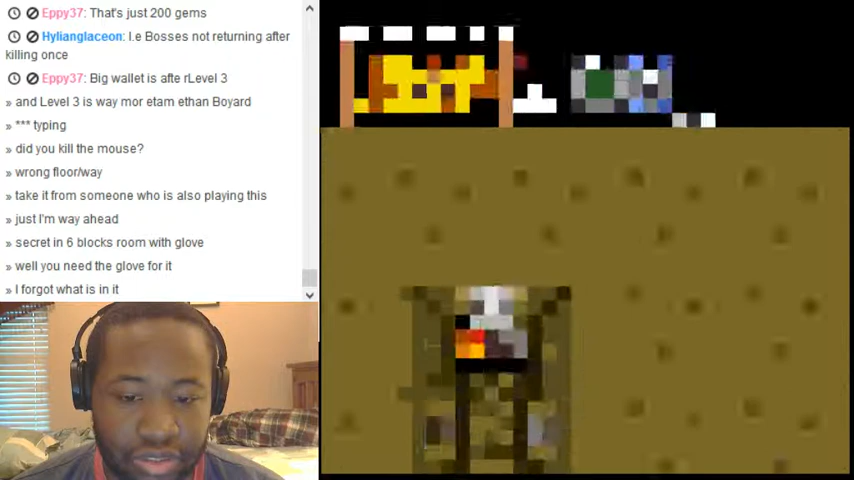 Eppy37: That's just 200 gems
Hylianglaceon: I.e Bosses not returning after
killing once
Eppy37: Big wallet is afte rLevel 3
» and Level 3 is way mor etam ethan Boyard
» *** typing
» did you kill the mouse?
» wrong floor/way
» take it from someone who is also playing this
» just I'm way ahead
» secret in 6 blocks room with glove
» well you need the glove for it
» I forgot what is in it